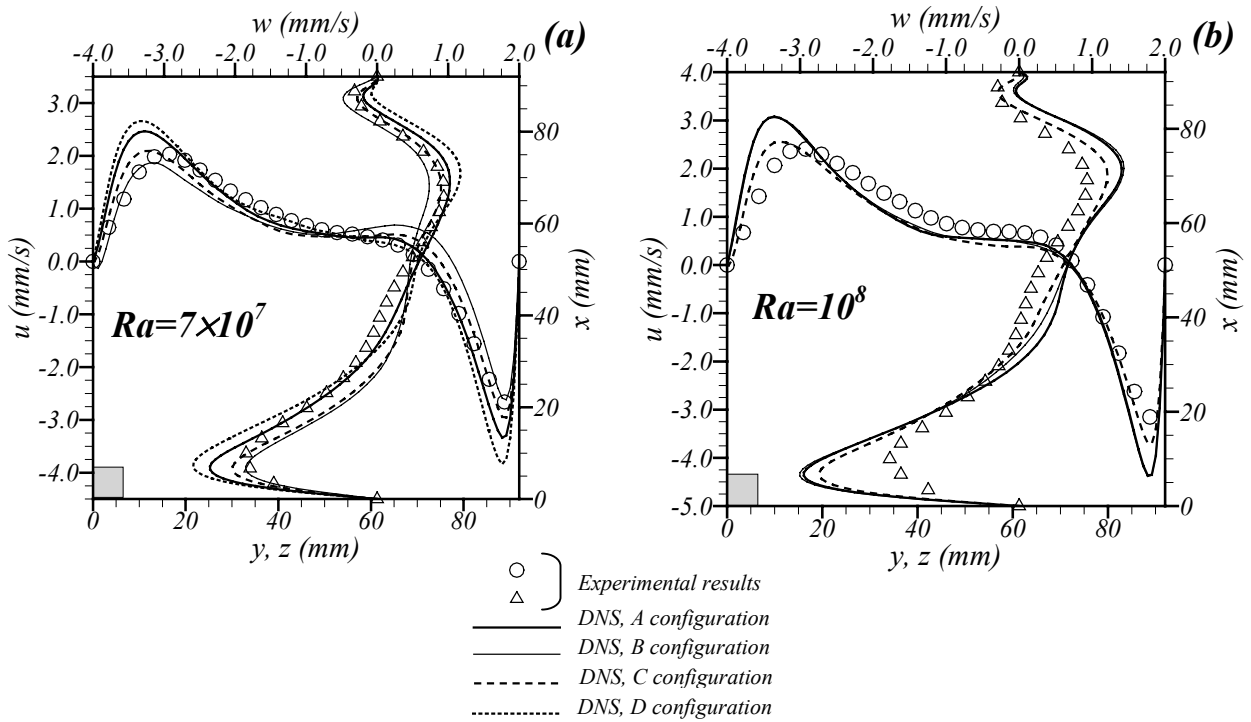 w (mm/s)
-4.0 -3.0 -2.0 -1.0 0.0 1.0 2.0
(a)
3.0
2.0
1.0
0.0
-1.0
-2.0
-3.0
-4.0
u (mm/s)
Ra=7×10⁷
80
60
40
20
0
x (mm)
0 20 40 60 80
y, z (mm)
w (mm/s)
-4.0 -3.0 -2.0 -1.0 0.0 1.0 2.0
(b)
4.0
3.0
2.0
1.0
0.0
-1.0
-2.0
-3.0
-4.0
-5.0
u (mm/s)
Ra=10⁸
80
60
40
20
0
x (mm)
0 20 40 60 80
y, z (mm)
Experimental results
DNS, A configuration
DNS, B configuration
DNS, C configuration
DNS, D configuration